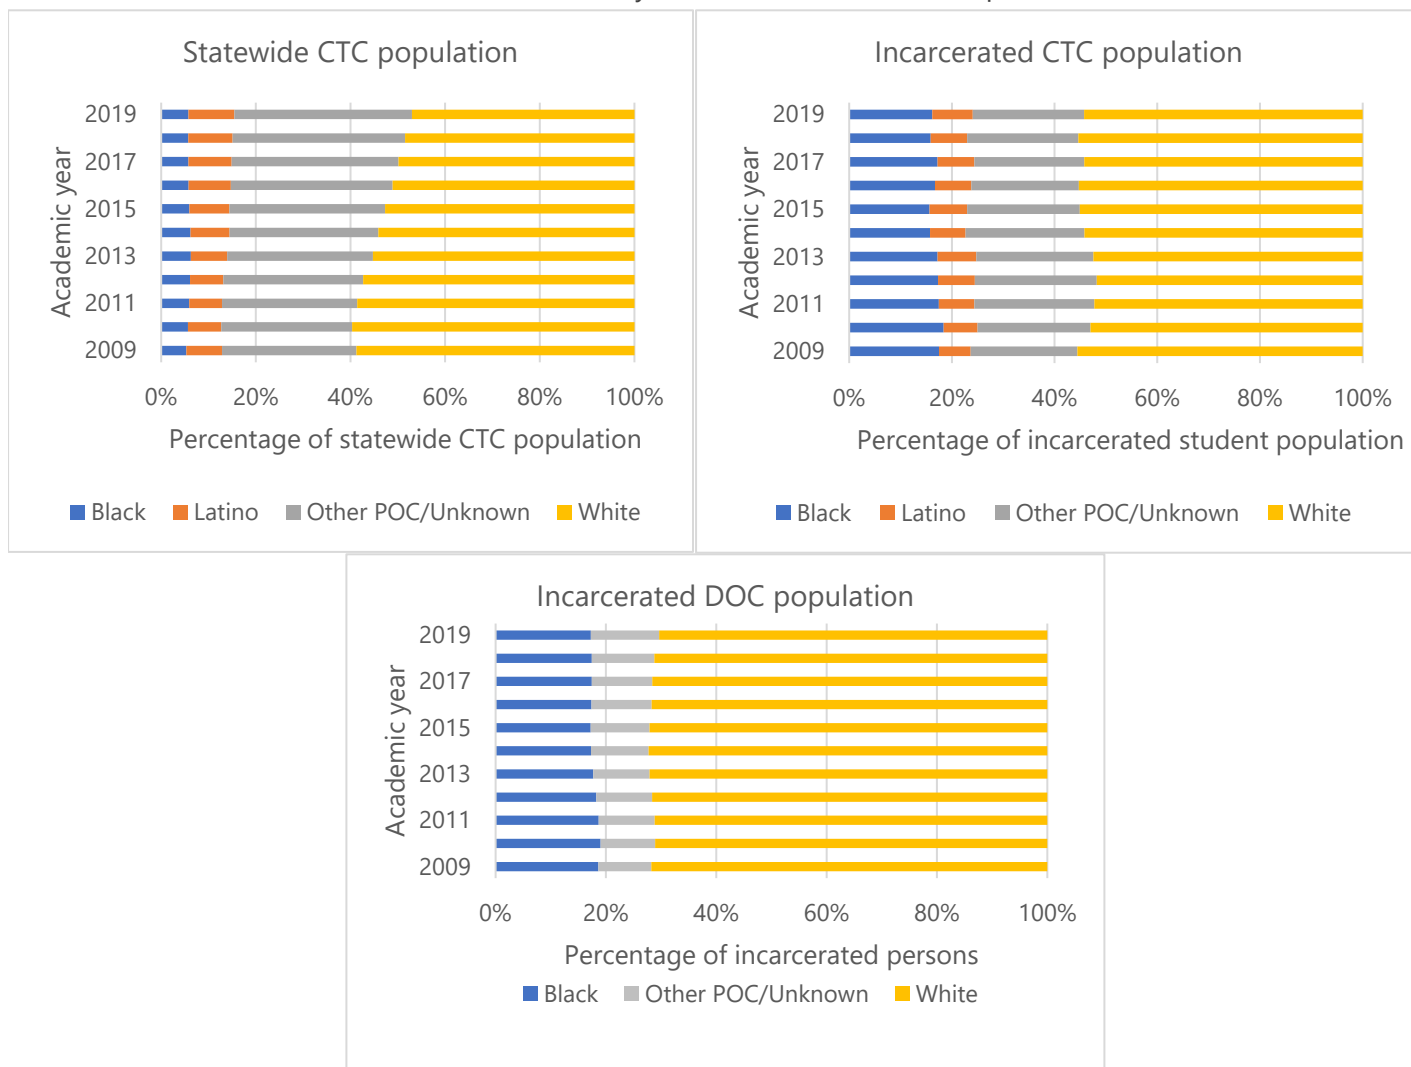 Statewide CTC population
Academic year
2019
2017
2015
2013
2011
2009
0% 20% 40% 60% 80% 100%
Percentage of statewide CTC population
Black Latino Other POC/Unknown White
Incarcerated CTC population
Academic year
2019
2017
2015
2013
2011
2009
0% 20% 40% 60% 80% 100%
Percentage of incarcerated student population
Black Latino Other POC/Unknown White
Incarcerated DOC population
Academic year
2019
2017
2015
2013
2011
2009
0% 20% 40% 60% 80% 100%
Percentage of incarcerated persons
Black Other POC/Unknown White